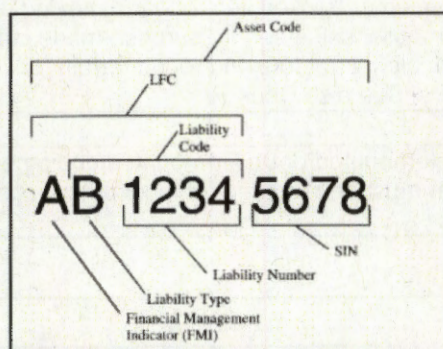 Asset Code
LFC
Liability
Code
AB 1234 5678
SIN
Liability Number
Liability Type
Financial Management
Indicator (FMI)